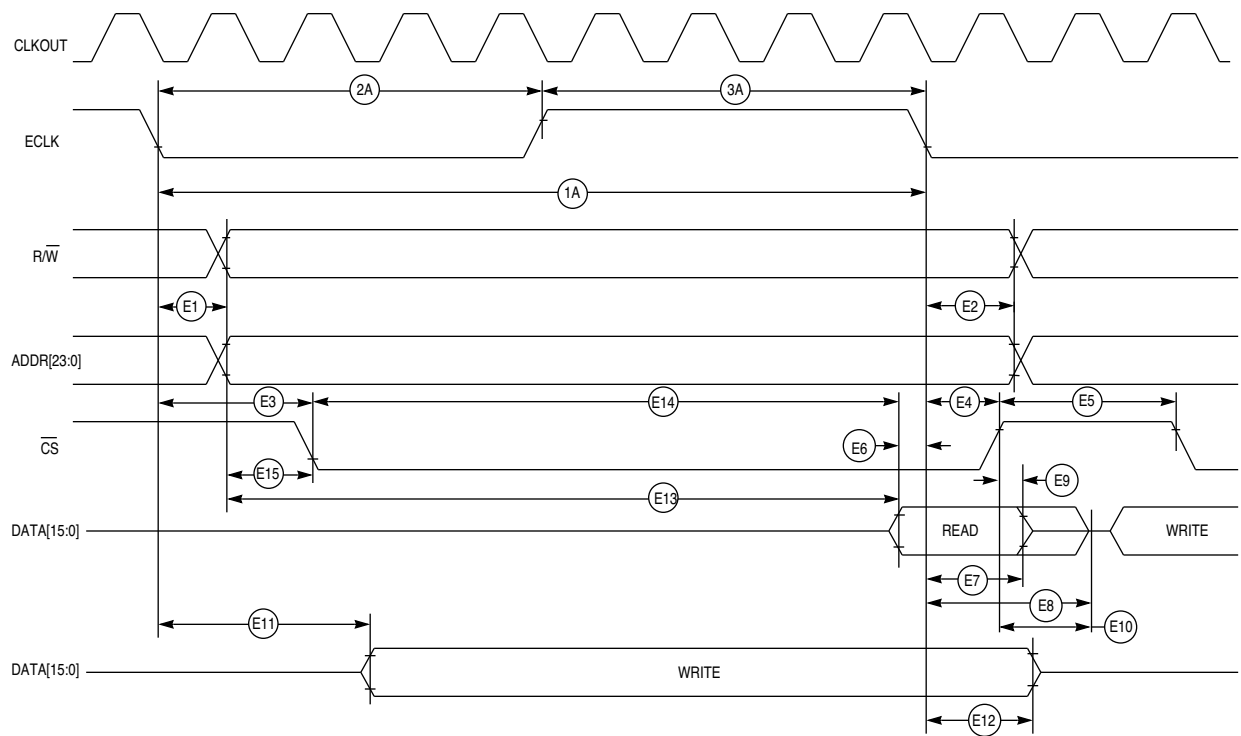 CLKOUT
2A
3A
ECLK
1A
R/W
E1
E2
ADDR[23:0]
E3
E14
E4
E5
CS
E6
E15
E9
E13
DATA[15:0]
READ
WRITE
E7
E8
E11
E10
DATA[15:0]
WRITE
E12